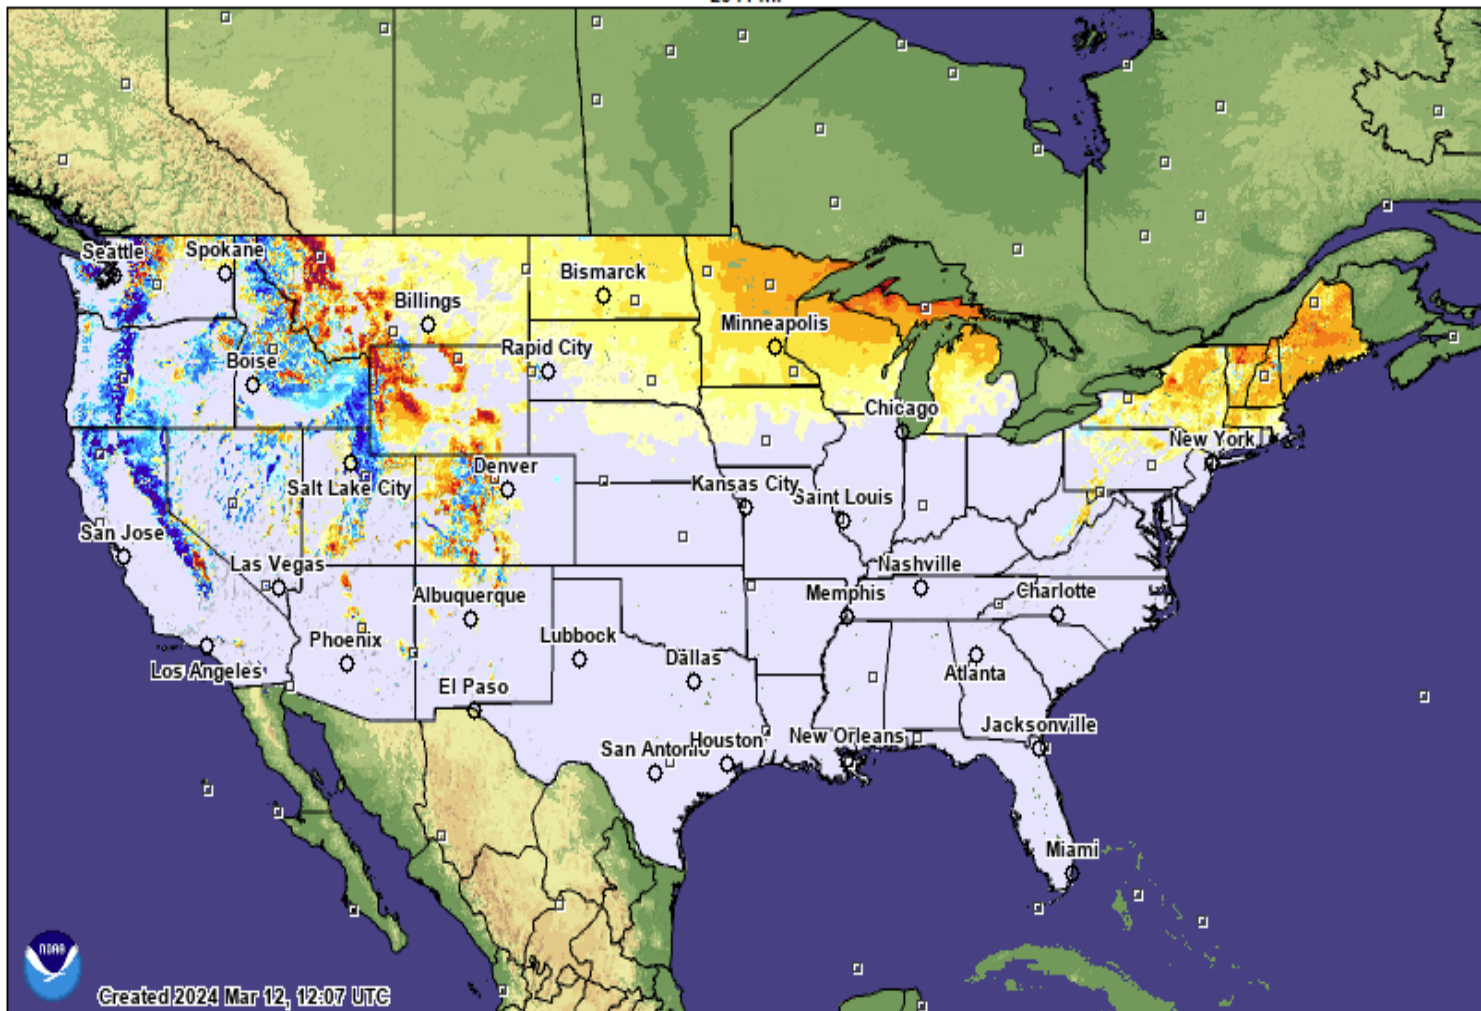 Seattle
Spokane
Bismarck
Billings
Minneapolis
Rapid City
Boise
Chicago
New York
Denver
Salt Lake City
Kansas City
Saint Louis
San Jose
Las Vegas
Nashville
Albuquerque
Memphis
Charlotte
Phoenix
Lubbock
Dallas
Los Angeles
Atlanta
El Paso
Jacksonville
San Antonio
Houston
New Orleans
Miami
NOAA
Created 2024 Mar 12, 12:07 UTC